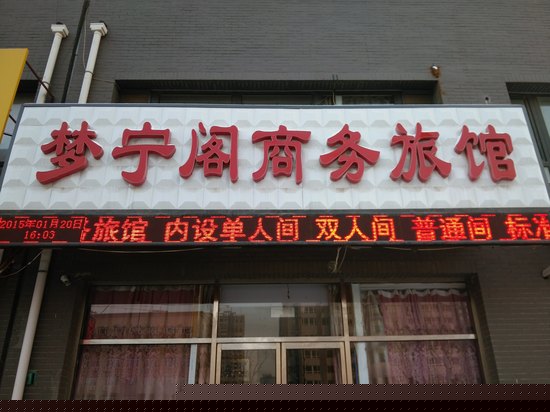 梦宁阁商务旅馆
2015年01月20日
16:03
旅馆 内设单人间 双人间 普通间 标准